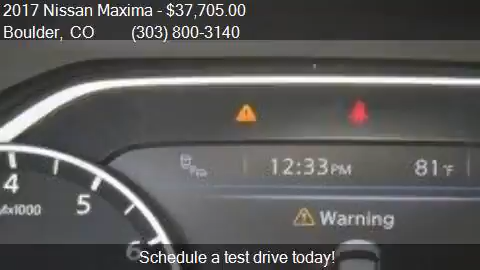 2017 Nissan Maxima - $37,705.00
Boulder, CO (303) 800-3140
12:33PM 81°F
4
x1000
5
Warning
6
Schedule a test drive today!